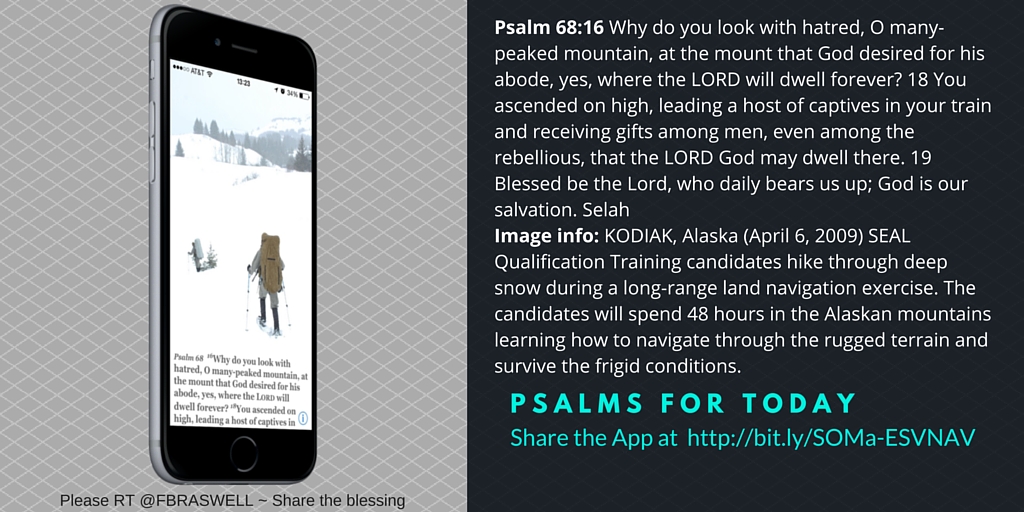 ●●●○○ AT&T
13:23
34%
Psalm 68 ¹⁶Why do you look with
hatred, O many-peaked mountain, at
the mount that God desired for his
abode, yes, where the LORD will
dwell forever? ¹⁸You ascended on
high, leading a host of captives in
Please RT @FBRASWELL ~ Share the blessing
Psalm 68:16 Why do you look with hatred, O many-
peaked mountain, at the mount that God desired for his
abode, yes, where the LORD will dwell forever? 18 You
ascended on high, leading a host of captives in your train
and receiving gifts among men, even among the
rebellious, that the LORD God may dwell there. 19
Blessed be the Lord, who daily bears us up; God is our
salvation. Selah
Image info: KODIAK, Alaska (April 6, 2009) SEAL
Qualification Training candidates hike through deep
snow during a long-range land navigation exercise. The
candidates will spend 48 hours in the Alaskan mountains
learning how to navigate through the rugged terrain and
survive the frigid conditions.
PSALMS FOR TODAY
Share the App at http://bit.ly/SOMa-ESVNAV